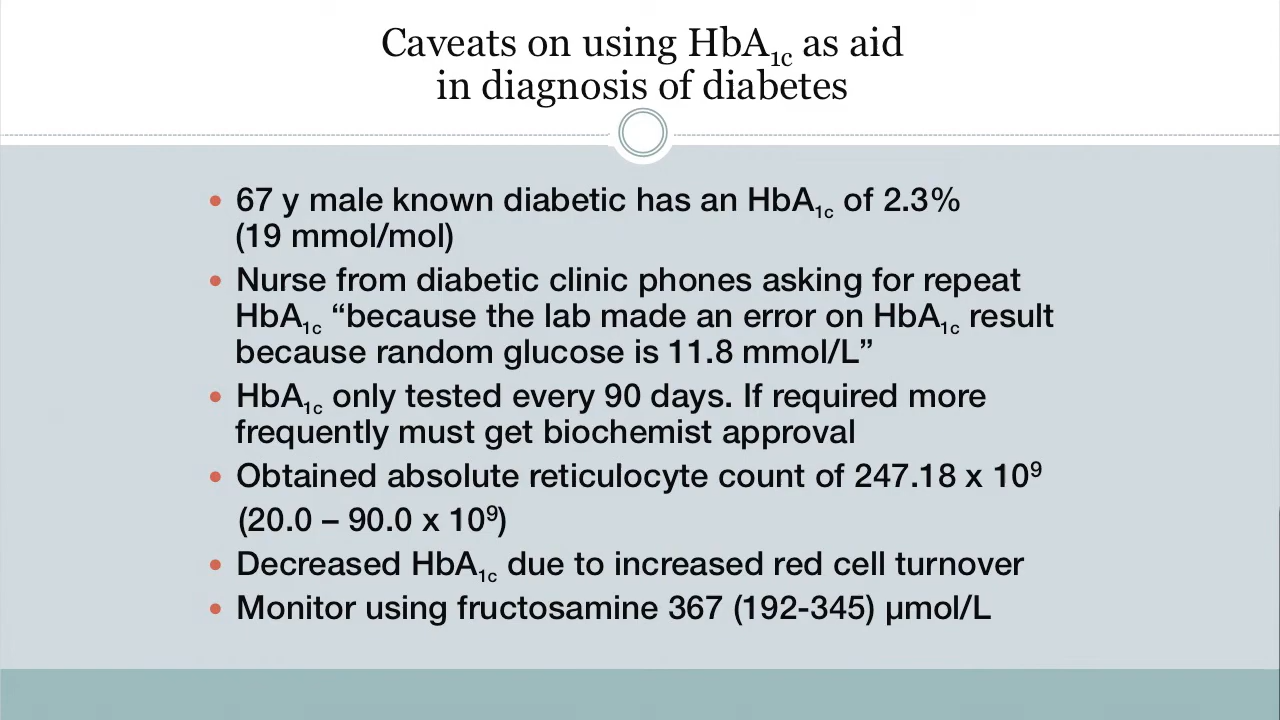 Caveats on using HbA1c as aid
in diagnosis of diabetes
• 67 y male known diabetic has an HbA1c of 2.3%
(19 mmol/mol)
• Nurse from diabetic clinic phones asking for repeat
HbA1c “because the lab made an error on HbA1c result
because random glucose is 11.8 mmol/L”
• HbA1c only tested every 90 days. If required more
frequently must get biochemist approval
• Obtained absolute reticulocyte count of 247.18 x 10⁹
(20.0 – 90.0 x 10⁹)
• Decreased HbA1c due to increased red cell turnover
• Monitor using fructosamine 367 (192-345) µmol/L